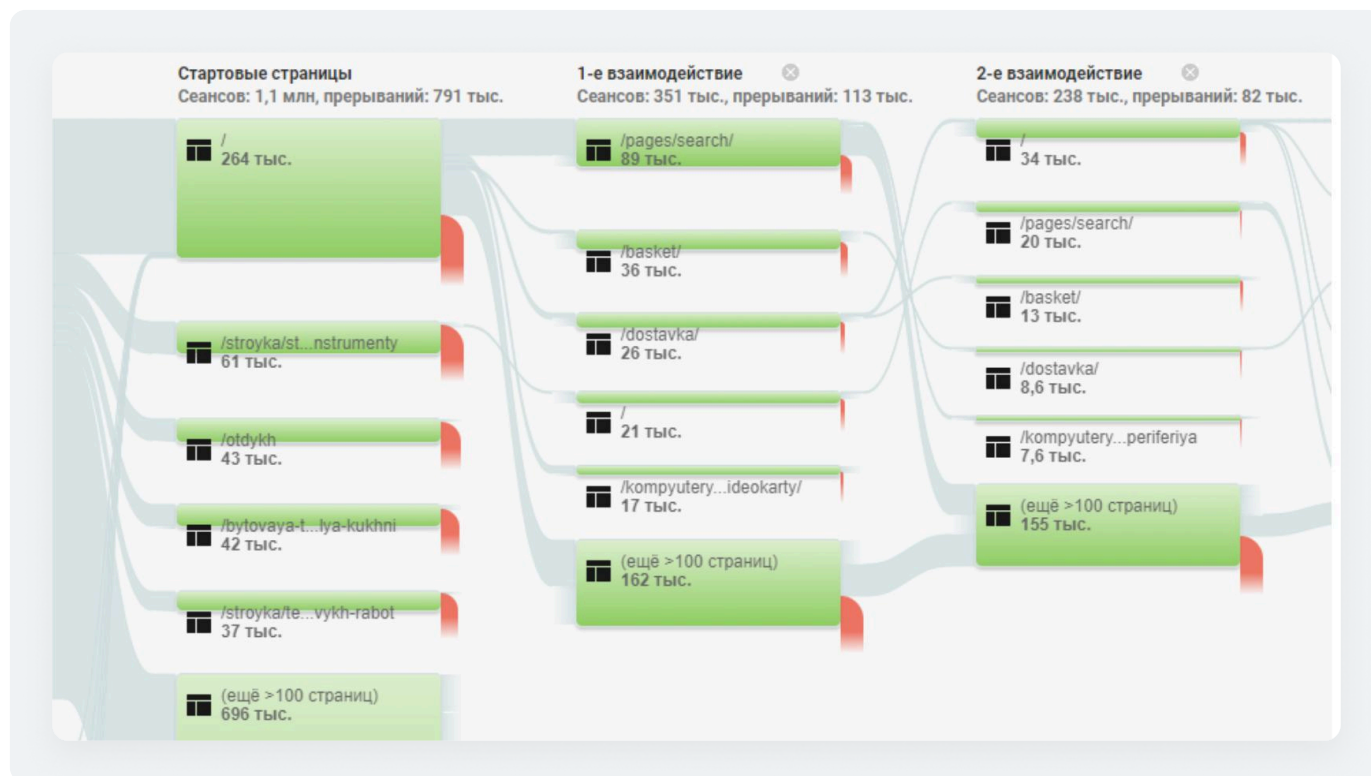 Стартовые страницы
Сеансов: 1,1 млн, прерываний: 791 тыс.
/
264 тыс.
/stroyka/st...nstrumenty
61 тыс.
/otdykh
43 тыс.
/bytovaya-t...lya-kukhni
42 тыс.
/stroyka/te...vykh-rabot
37 тыс.
(ещё >100 страниц)
696 тыс.
1-е взаимодействие
Сеансов: 351 тыс., прерываний: 113 тыс.
/pages/search/
89 тыс.
/basket/
36 тыс.
/dostavka/
26 тыс.
/
21 тыс.
/kompyutery...ideokarty/
17 тыс.
(ещё >100 страниц)
162 тыс.
2-е взаимодействие
Сеансов: 238 тыс., прерываний: 82 тыс.
/
34 тыс.
/pages/search/
20 тыс.
/basket/
13 тыс.
/dostavka/
8,6 тыс.
/kompyutery...periferiya
7,6 тыс.
(ещё >100 страниц)
155 тыс.